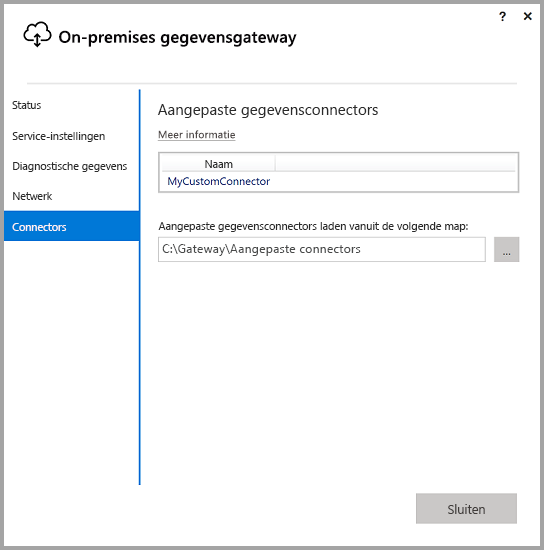 ? ×
On-premises gegevensgateway
Status
Service-instellingen
Diagnostische gegevens
Netwerk
Connectors
Aangepaste gegevensconnectors
Meer informatie
Naam
MyCustomConnector
Aangepaste gegevensconnectors laden vanuit de volgende map:
C:\Gateway\Aangepaste connectors
...
Sluiten